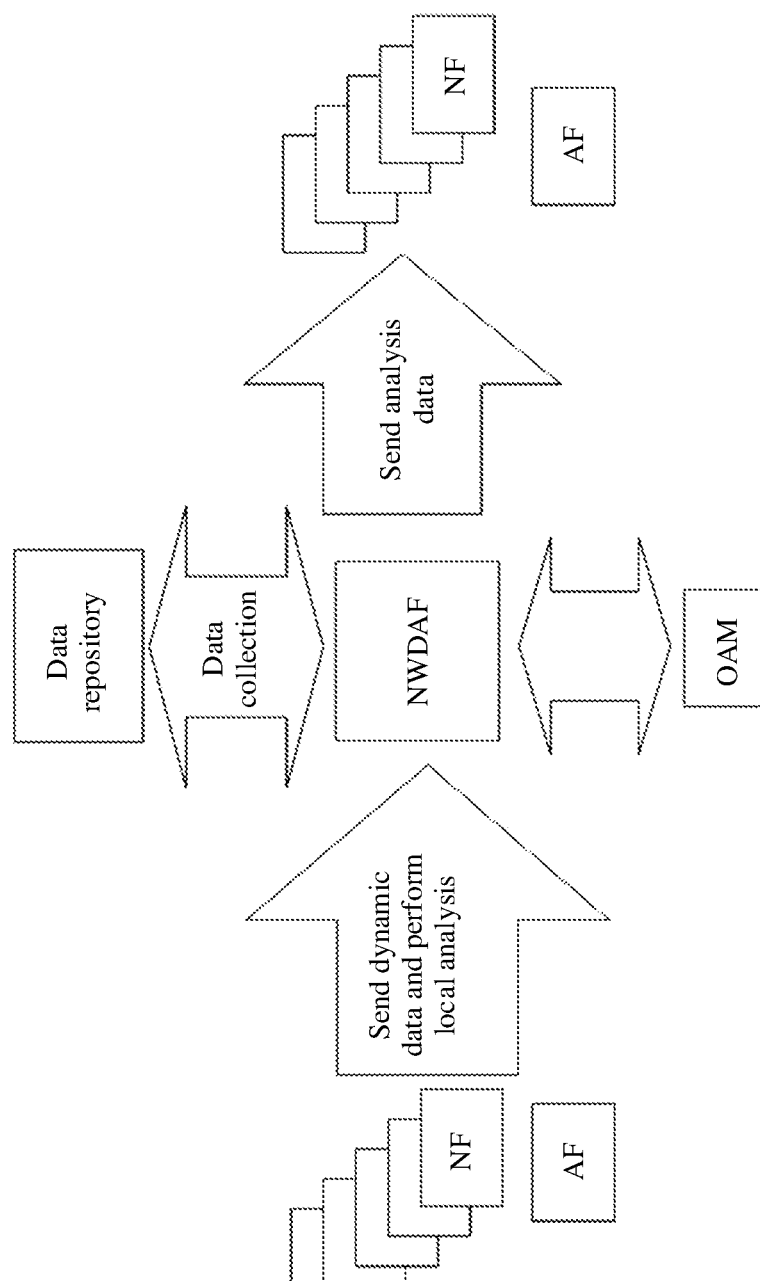 Data
repository
Data
collection
NF
AF
Send dynamic
data and perform
local analysis
NWDAF
Send analysis
data
NF
AF
OAM